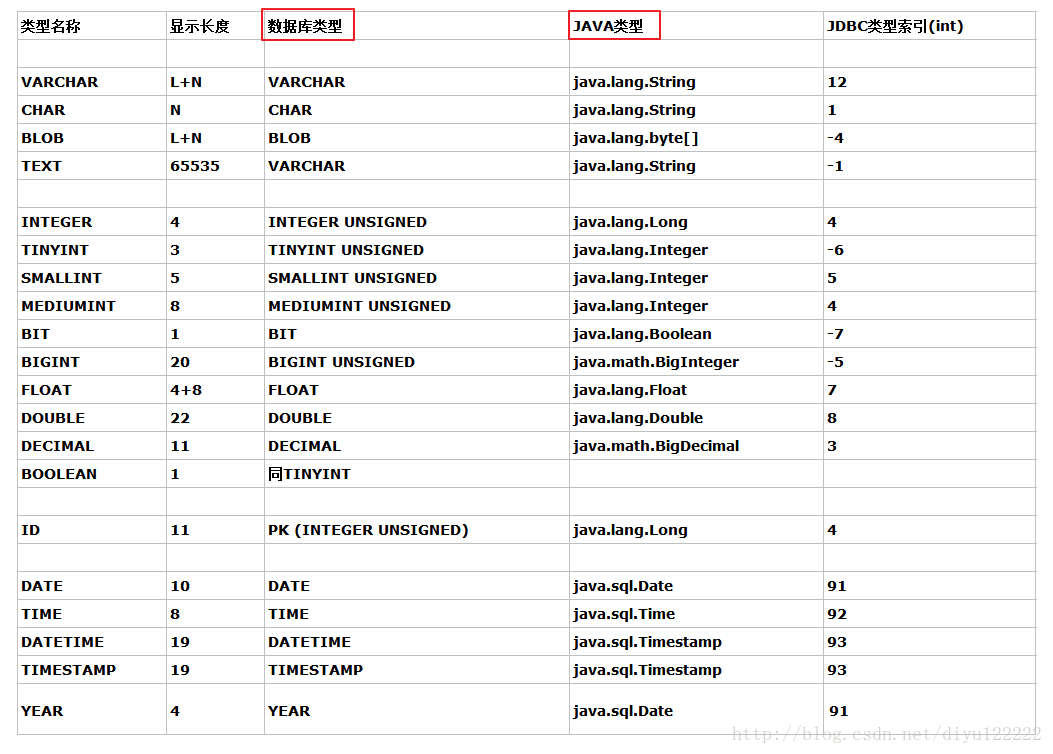 类型名称 显示长度 数据库类型 JAVA类型 JDBC类型索引(int)
VARCHAR L+N VARCHAR java.lang.String 12
CHAR N CHAR java.lang.String 1
BLOB L+N BLOB java.lang.byte[] -4
TEXT 65535 VARCHAR java.lang.String -1
INTEGER 4 INTEGER UNSIGNED java.lang.Long 4
TINYINT 3 TINYINT UNSIGNED java.lang.Integer -6
SMALLINT 5 SMALLINT UNSIGNED java.lang.Integer 5
MEDIUMINT 8 MEDIUMINT UNSIGNED java.lang.Integer 4
BIT 1 BIT java.lang.Boolean -7
BIGINT 20 BIGINT UNSIGNED java.math.BigInteger -5
FLOAT 4+8 FLOAT java.lang.Float 7
DOUBLE 22 DOUBLE java.lang.Double 8
DECIMAL 11 DECIMAL java.math.BigDecimal 3
BOOLEAN 1 同TINYINT
ID 11 PK (INTEGER UNSIGNED) java.lang.Long 4
DATE 10 DATE java.sql.Date 91
TIME 8 TIME java.sql.Time 92
DATETIME 19 DATETIME java.sql.Timestamp 93
TIMESTAMP 19 TIMESTAMP java.sql.Timestamp 93
YEAR 4 YEAR java.sql.Date 91
http://blog.csdn.net/diyu122222